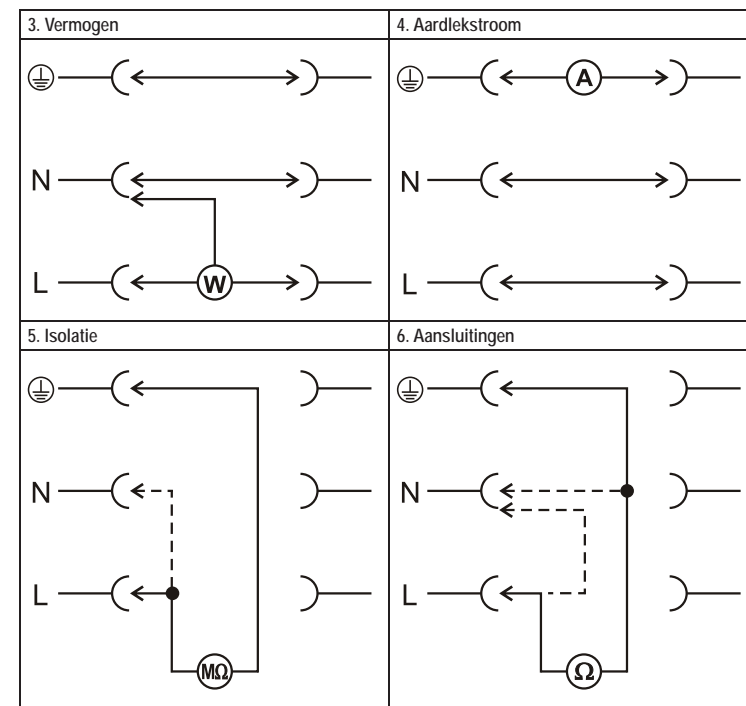 3. Vermogen
4. Aardlekstroom
N
A
N
L
W
L
5. Isolatie
6. Aansluitingen
N
N
L
L
MΩ
Ω